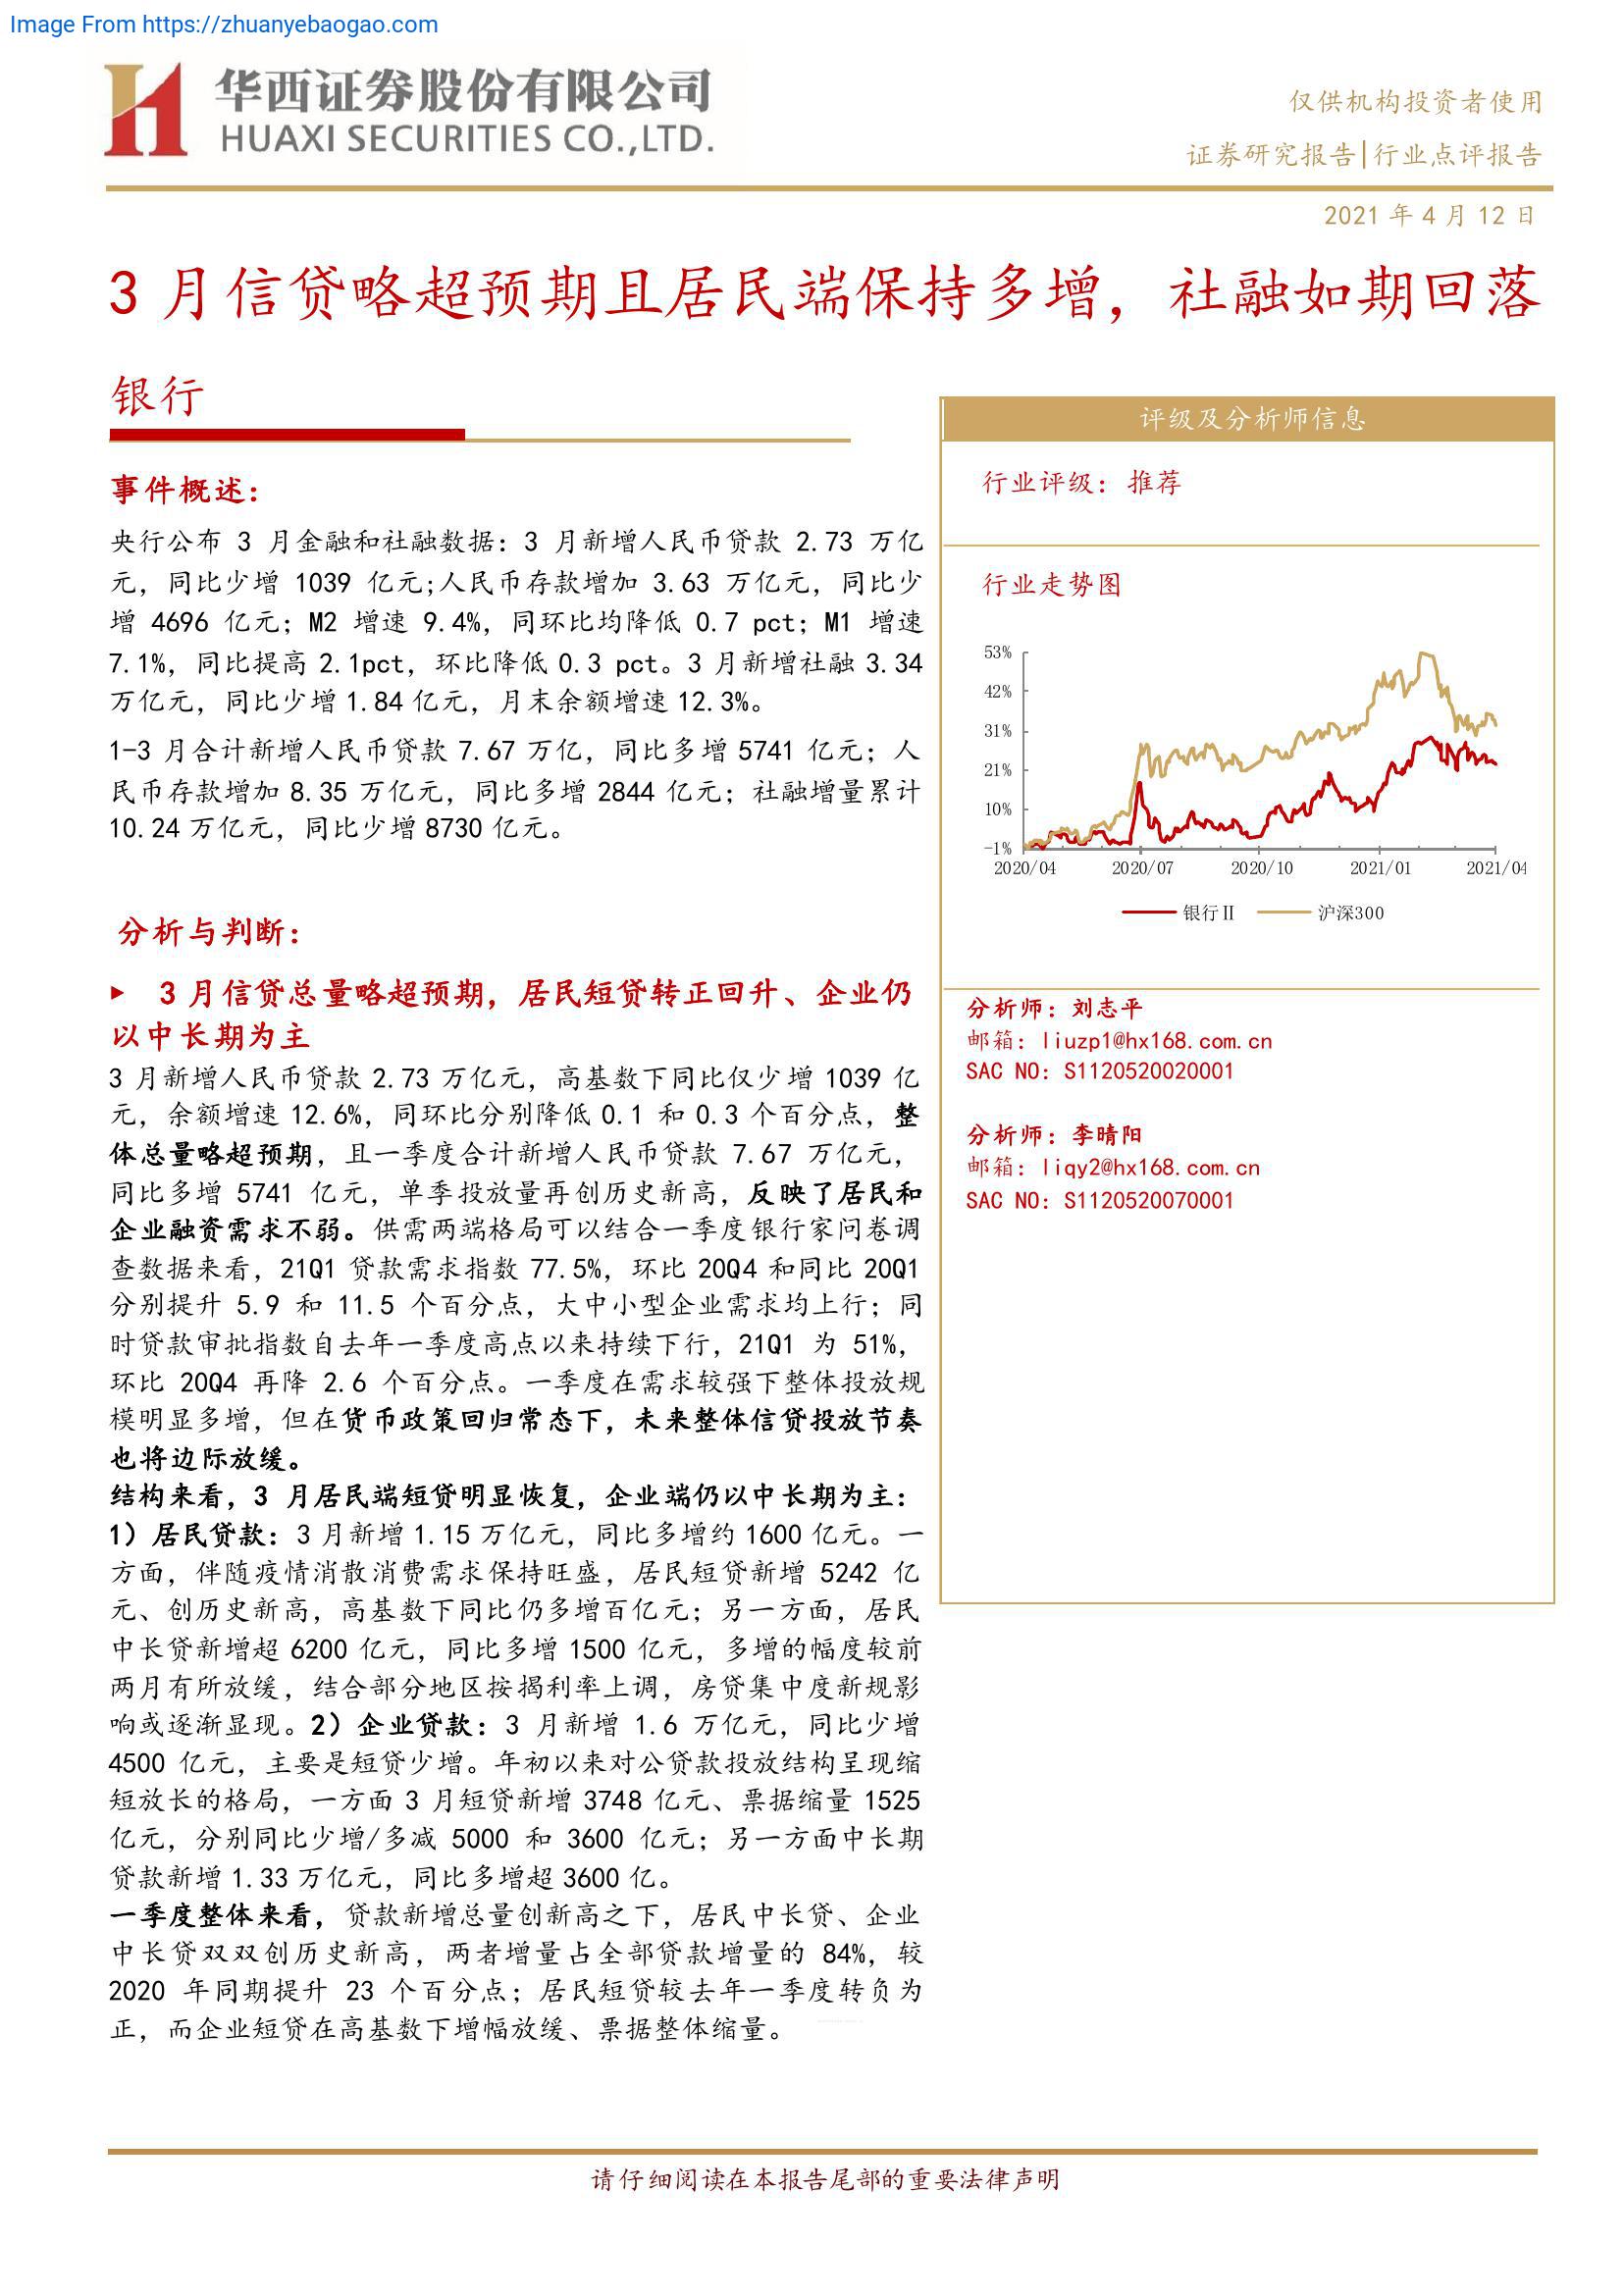 Image From https://zhuanyebaogao.com
华西证券股份有限公司
HUAXI SECURITIES CO.,LTD.
仅供机构投资者使用
证券研究报告|行业点评报告
2021 年 4 月 12 日
3 月信贷略超预期且居民端保持多增，社融如期回落
银行
事件概述：
央行公布 3 月金融和社融数据：3 月新增人民币贷款 2.73 万亿
元，同比少增 1039 亿元;人民币存款增加 3.63 万亿元，同比少
增 4696 亿元；M2 增速 9.4%，同环比均降低 0.7 pct；M1 增速
7.1%，同比提高 2.1pct，环比降低 0.3 pct。3 月新增社融 3.34
万亿元，同比少增 1.84 亿元，月末余额增速 12.3%。
1-3 月合计新增人民币贷款 7.67 万亿，同比多增 5741 亿元；人
民币存款增加 8.35 万亿元，同比多增 2844 亿元；社融增量累计
10.24 万亿元，同比少增 8730 亿元。
分析与判断：
▸ 3 月信贷总量略超预期，居民短贷转正回升、企业仍
以中长期为主
3 月新增人民币贷款 2.73 万亿元，高基数下同比仅少增 1039 亿
元，余额增速 12.6%，同环比分别降低 0.1 和 0.3 个百分点，整
体总量略超预期，且一季度合计新增人民币贷款 7.67 万亿元，
同比多增 5741 亿元，单季投放量再创历史新高，反映了居民和
企业融资需求不弱。供需两端格局可以结合一季度银行家问卷调
查数据来看，21Q1 贷款需求指数 77.5%，环比 20Q4 和同比 20Q1
分别提升 5.9 和 11.5 个百分点，大中小型企业需求均上行；同
时贷款审批指数自去年一季度高点以来持续下行，21Q1 为 51%，
环比 20Q4 再降 2.6 个百分点。一季度在需求较强下整体投放规
模明显多增，但在货币政策回归常态下，未来整体信贷投放节奏
也将边际放缓。
结构来看，3 月居民端短贷明显恢复，企业端仍以中长期为主：
1）居民贷款：3 月新增 1.15 万亿元，同比多增约 1600 亿元。一
方面，伴随疫情消散消费需求保持旺盛，居民短贷新增 5242 亿
元、创历史新高，高基数下同比仍多增百亿元；另一方面，居民
中长贷新增超 6200 亿元，同比多增 1500 亿元，多增的幅度较前
两月有所放缓，结合部分地区按揭利率上调，房贷集中度新规影
响或逐渐显现。2）企业贷款：3 月新增 1.6 万亿元，同比少增
4500 亿元，主要是短贷少增。年初以来对公贷款投放结构呈现缩
短放长的格局，一方面 3 月短贷新增 3748 亿元、票据缩量 1525
亿元，分别同比少增/多减 5000 和 3600 亿元；另一方面中长期
贷款新增 1.33 万亿元，同比多增超 3600 亿。
一季度整体来看，贷款新增总量创新高之下，居民中长贷、企业
中长贷双双创历史新高，两者增量占全部贷款增量的 84%，较
2020 年同期提升 23 个百分点；居民短贷较去年一季度转负为
正，而企业短贷在高基数下增幅放缓、票据整体缩量。
评级及分析师信息
行业评级：推荐
行业走势图
53%
42%
31%
21%
10%
-1%
2020/04 2020/07 2020/10 2021/01 2021/04
银行Ⅱ 沪深300
分析师：刘志平
邮箱：liuzp1@hx168.com.cn
SAC NO：S1120520020001
分析师：李晴阳
邮箱：liqy2@hx168.com.cn
SAC NO：S1120520070001
请仔细阅读在本报告尾部的重要法律声明